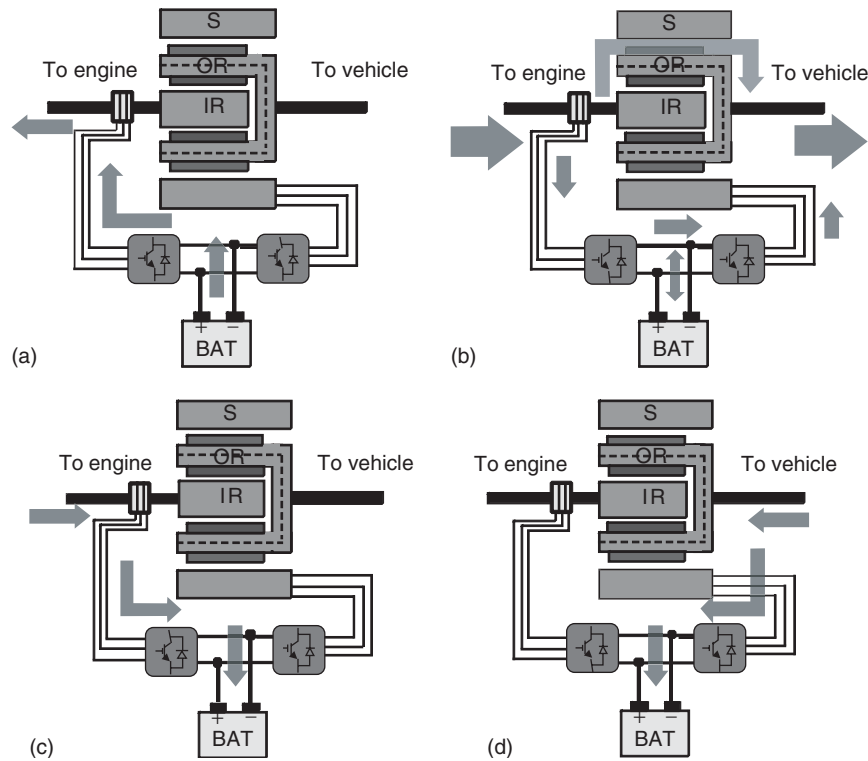 S
OR
To engine
To vehicle
IR
+ −
BAT
(a)
S
OR
To engine
To vehicle
IR
+ −
BAT
(b)
S
OR
To engine
To vehicle
IR
+ −
BAT
(c)
S
OR
To engine
To vehicle
IR
+ −
BAT
(d)